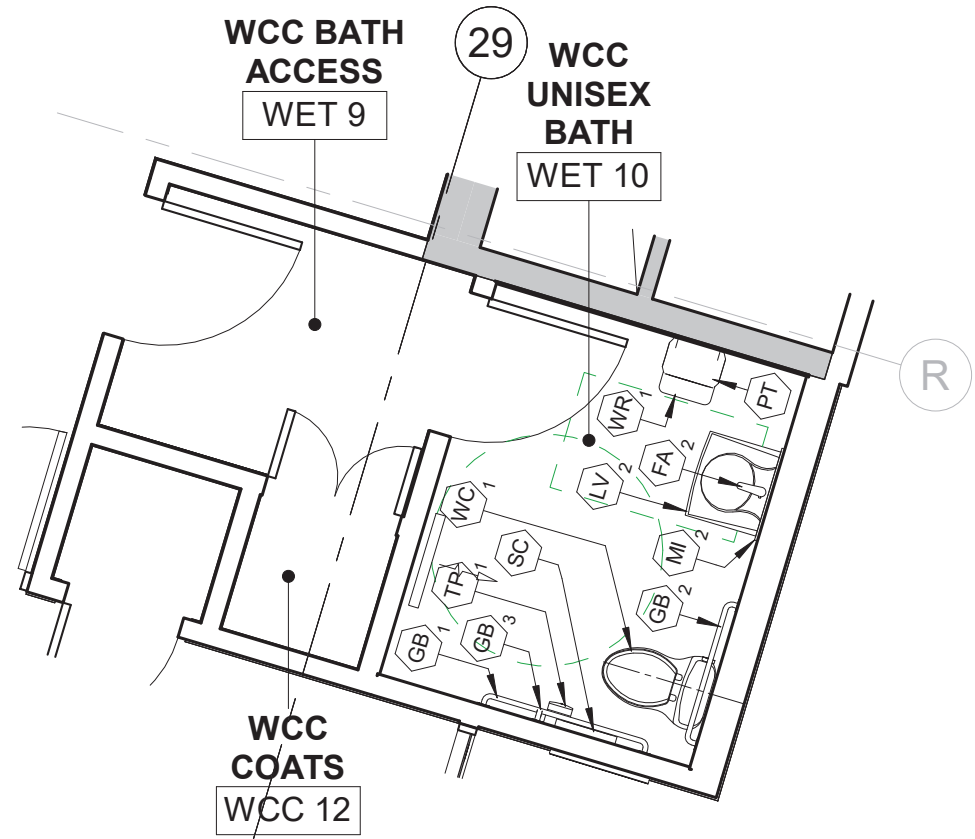 WCC BATH
ACCESS
WET 9
29
WCC
UNISEX
BATH
WET 10
R
PT
WR 1
FA 2
LV 2
WC 1
SC
MI 2
TP 1
GB 2
GB 3
GB 1
WCC
COATS
WCC 12